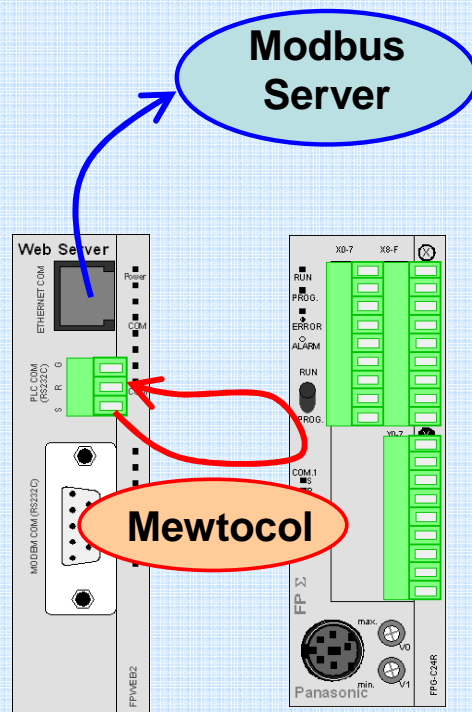 Modbus
Server
Web Server
ETHERNET COM
Power
COM
PLC COM
(RS232C)
G
R
S
MODEM COM (RS232C)
FPWEB2
Mewtocol
X0-7 X8-F
X
RUN
PROG.
ERROR
ALARM
RUN
PROG.
Y0-7
COM.1
S
FP Σ
max.
V0
min.
V1
Panasonic
FPG-C24R